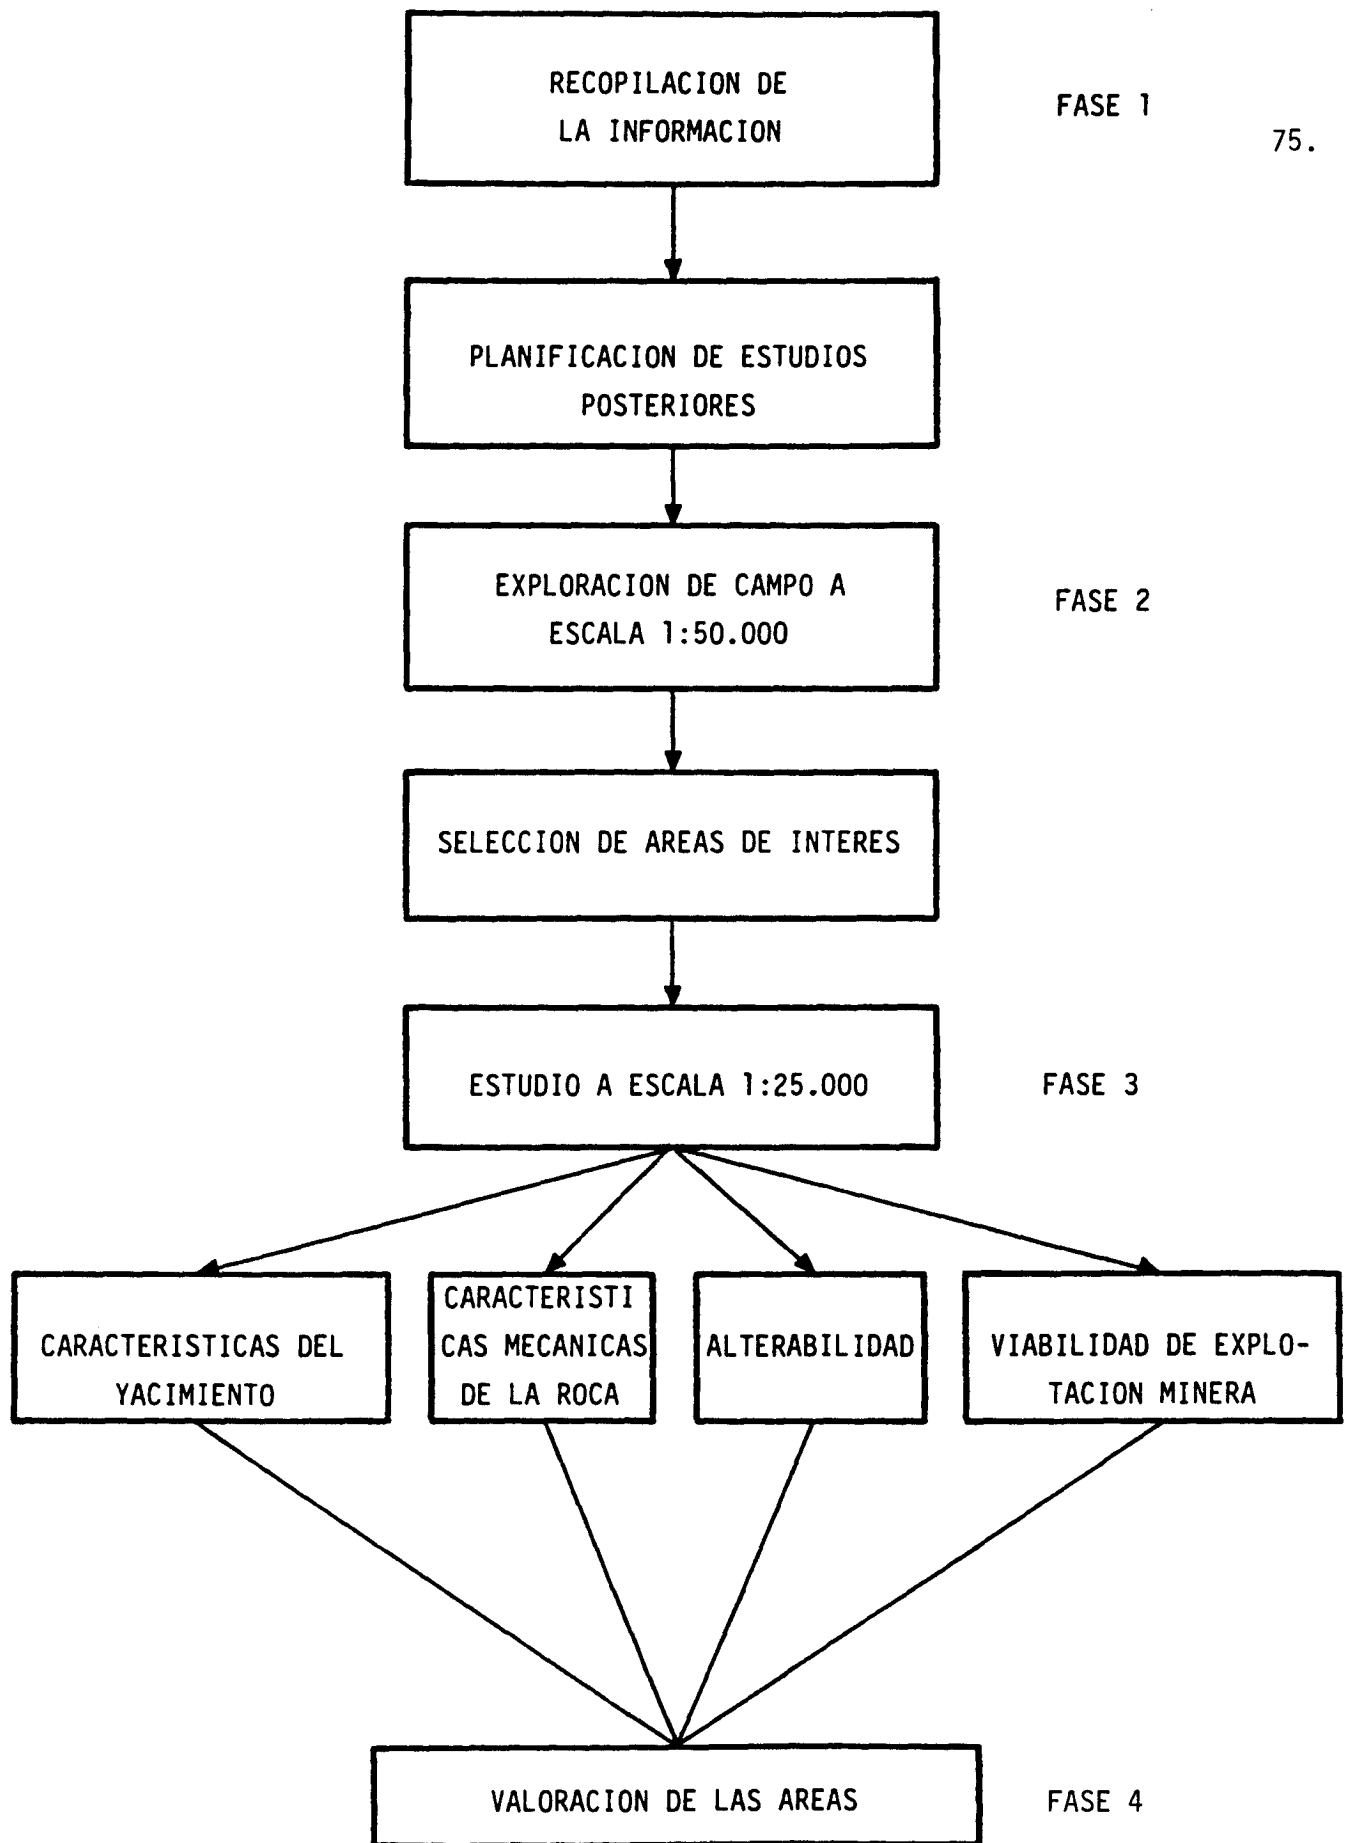 RECOPILACION DE
LA INFORMACION
FASE 1
75.
PLANIFICACION DE ESTUDIOS
POSTERIORES
EXPLORACION DE CAMPO A
ESCALA 1:50.000
FASE 2
SELECCION DE AREAS DE INTERES
ESTUDIO A ESCALA 1:25.000
FASE 3
CARACTERISTICAS DEL
YACIMIENTO
CARACTERISTI
CAS MECANICAS
DE LA ROCA
ALTERABILIDAD
VIABILIDAD DE EXPLO-
TACION MINERA
VALORACION DE LAS AREAS
FASE 4